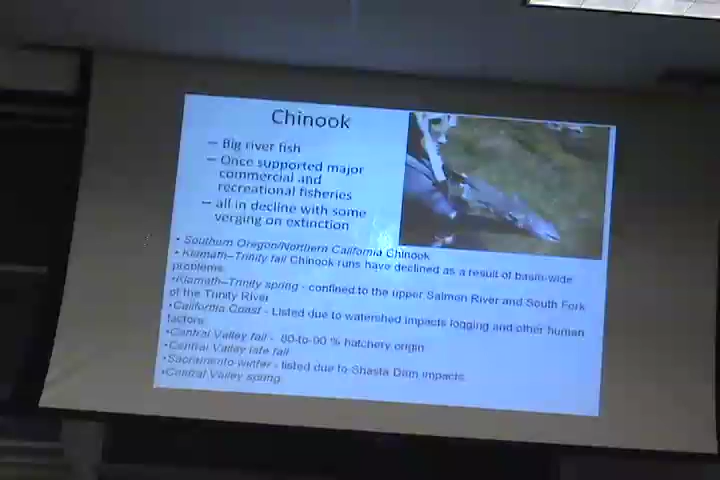 Chinook
– Big river fish
– Once supported major
commercial and
recreational fisheries
– all in decline with some
verging on extinction
• Southern Oregon/Northern California Chinook
• Klamath–Trinity fall Chinook runs have declined as a result of basin-wide
problems
•Klamath–Trinity spring - confined to the upper Salmon River and South Fork
of the Trinity River
•California Coast - Listed due to watershed impacts logging and other human
factors
•Central Valley fall - 80-to-90 % hatchery origin
•Central Valley late fall
•Sacramento winter - listed due to Shasta Dam impacts
•Central Valley spring